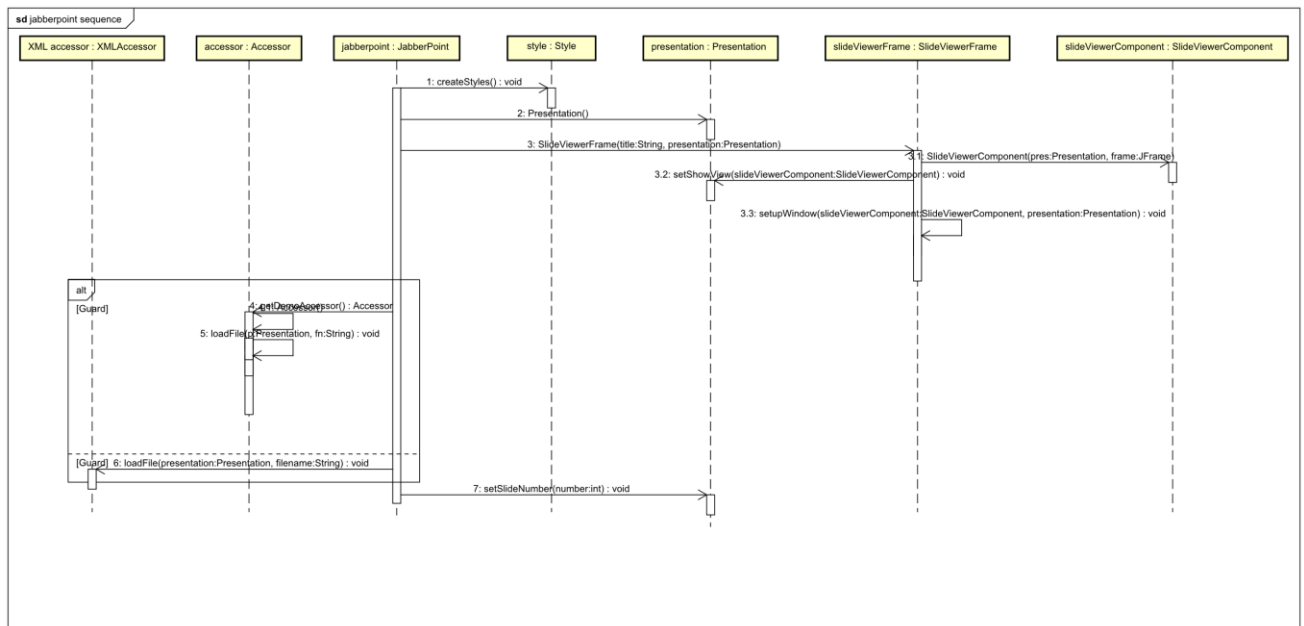 sd jabberpoint sequence
XML accessor : XMLAccessor
accessor : Accessor
jabberpoint : JabberPoint
style : Style
presentation : Presentation
slideViewerFrame : SlideViewerFrame
slideViewerComponent : SlideViewerComponent
1: createStyles() : void
2: Presentation()
3: SlideViewerFrame(title:String, presentation:Presentation)
3.1: SlideViewerComponent(pres:Presentation, frame:JFrame)
3.2: setShowView(slideViewerComponent:SlideViewerComponent) : void
3.3: setupWindow(slideViewerComponent:SlideViewerComponent, presentation:Presentation) : void
alt
[Guard]
4: getDemoAccessor() : Accessor
4.1: Accessor()
5: loadFile(p:Presentation, fn:String) : void
[Guard]
6: loadFile(presentation:Presentation, filename:String) : void
7: setSlideNumber(number:int) : void